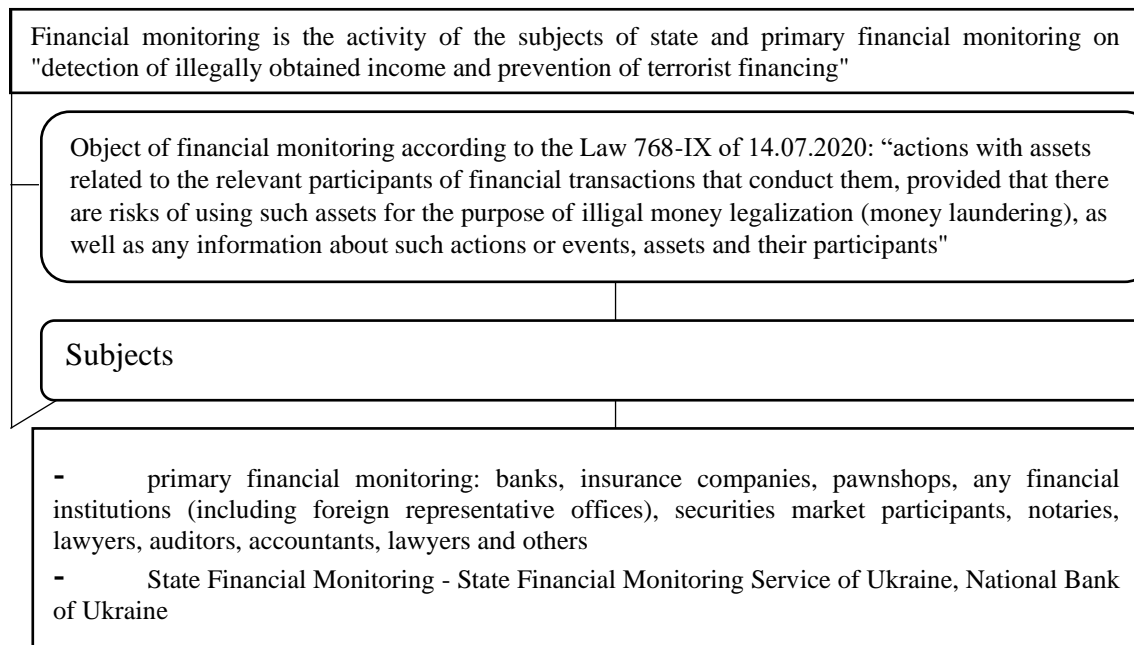 Financial monitoring is the activity of the subjects of state and primary financial monitoring on
"detection of illegally obtained income and prevention of terrorist financing"
Object of financial monitoring according to the Law 768-IX of 14.07.2020: “actions with assets
related to the relevant participants of financial transactions that conduct them, provided that there
are risks of using such assets for the purpose of illigal money legalization (money laundering), as
well as any information about such actions or events, assets and their participants"
Subjects
- primary financial monitoring: banks, insurance companies, pawnshops, any financial
institutions (including foreign representative offices), securities market participants, notaries,
lawyers, auditors, accountants, lawyers and others
- State Financial Monitoring - State Financial Monitoring Service of Ukraine, National Bank
of Ukraine